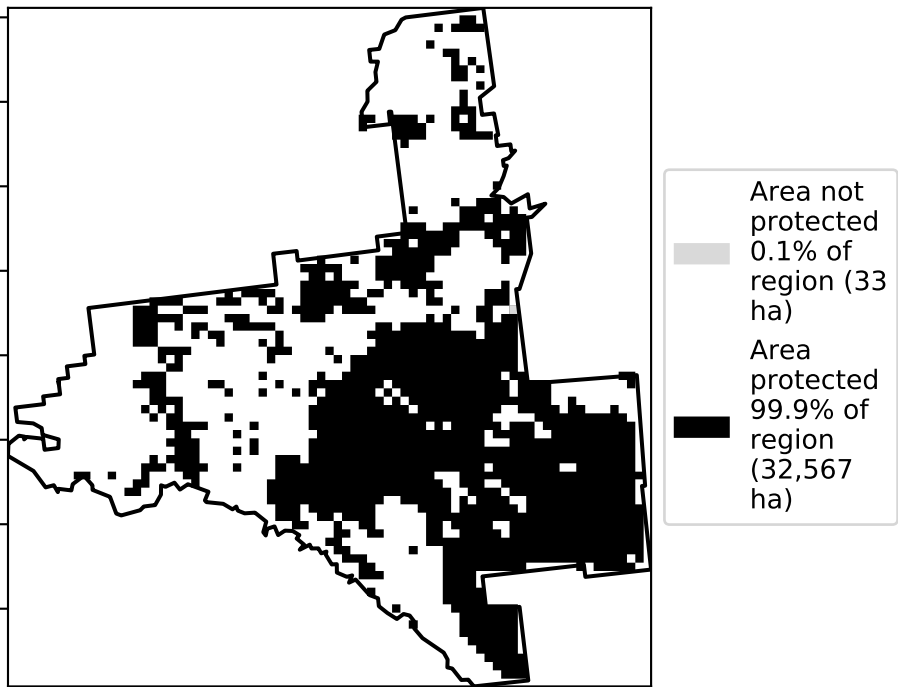 Area not
protected
0.1% of
region (33
ha)
Area
protected
99.9% of
region
(32,567
ha)